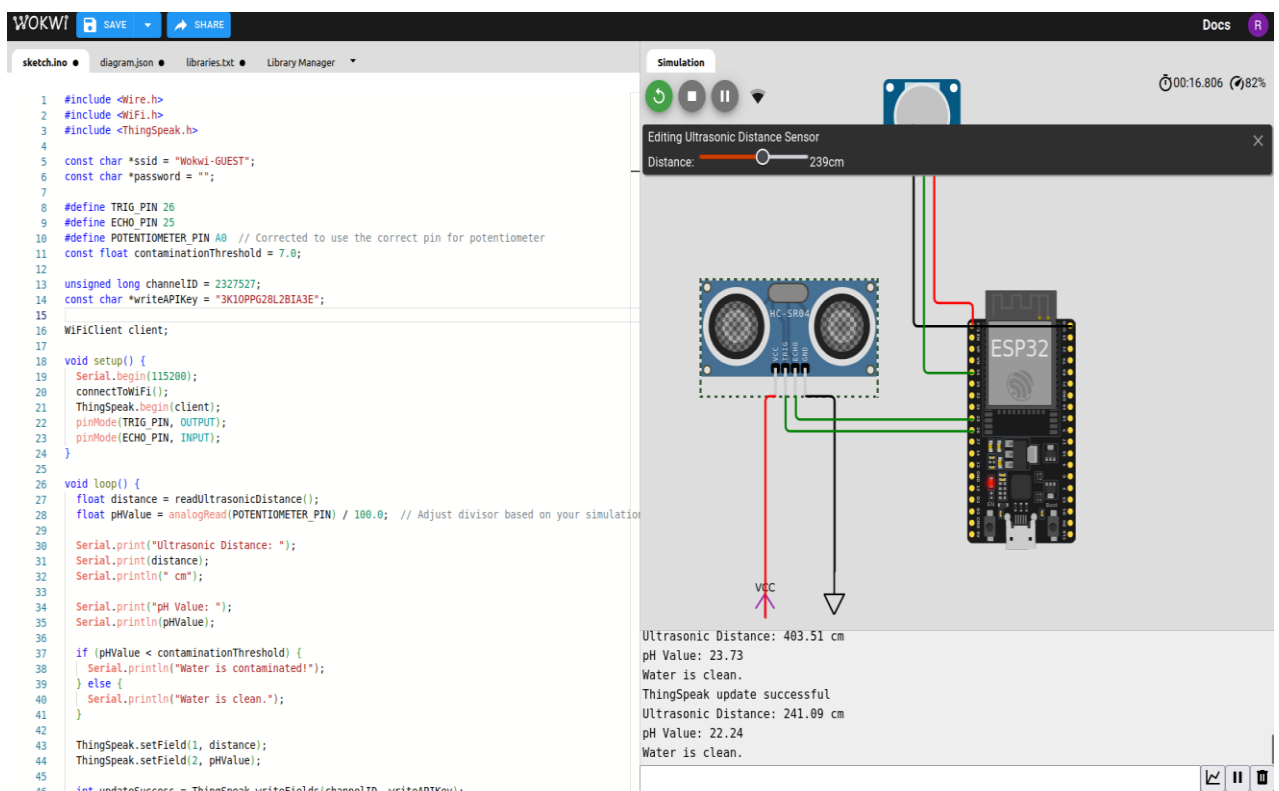 WOKWI SAVE SHARE Docs R
sketch.ino diagram.json libraries.txt Library Manager
1 #include <Wire.h>
2 #include <WiFi.h>
3 #include <ThingSpeak.h>
4
5 const char *ssid = "Wokwi-GUEST";
6 const char *password = "";
7
8 #define TRIG_PIN 26
9 #define ECHO_PIN 25
10 #define POTENTIOMETER_PIN A0 // Corrected to use the correct pin for potentiometer
11 const float contaminationThreshold = 7.0;
12
13 unsigned long channelID = 2327527;
14 const char *writeAPIKey = "3K1OPPG28L2BIA3E";
15
16 WiFiClient client;
17
18 void setup() {
19 Serial.begin(115200);
20 connectToWiFi();
21 ThingSpeak.begin(client);
22 pinMode(TRIG_PIN, OUTPUT);
23 pinMode(ECHO_PIN, INPUT);
24 }
25
26 void loop() {
27 float distance = readUltrasonicDistance();
28 float pHValue = analogRead(POTENTIOMETER_PIN) / 100.0; // Adjust divisor based on your simulation
29
30 Serial.print("Ultrasonic Distance: ");
31 Serial.print(distance);
32 Serial.println(" cm");
33
34 Serial.print("pH Value: ");
35 Serial.println(pHValue);
36
37 if (pHValue < contaminationThreshold) {
38 Serial.println("Water is contaminated!");
39 } else {
40 Serial.println("Water is clean.");
41 }
42
43 ThingSpeak.setField(1, distance);
44 ThingSpeak.setField(2, pHValue);
45
46 int updateSuccess = ThingSpeak.writeFields(channelID, writeAPIKey);
Simulation
00:16.806 82%
Editing Ultrasonic Distance Sensor X
Distance: 239cm
HC-SR04
VCC
TRIG
ECHO
GND
ESP32
VCC
Ultrasonic Distance: 403.51 cm
pH Value: 23.73
Water is clean.
ThingSpeak update successful
Ultrasonic Distance: 241.09 cm
pH Value: 22.24
Water is clean.